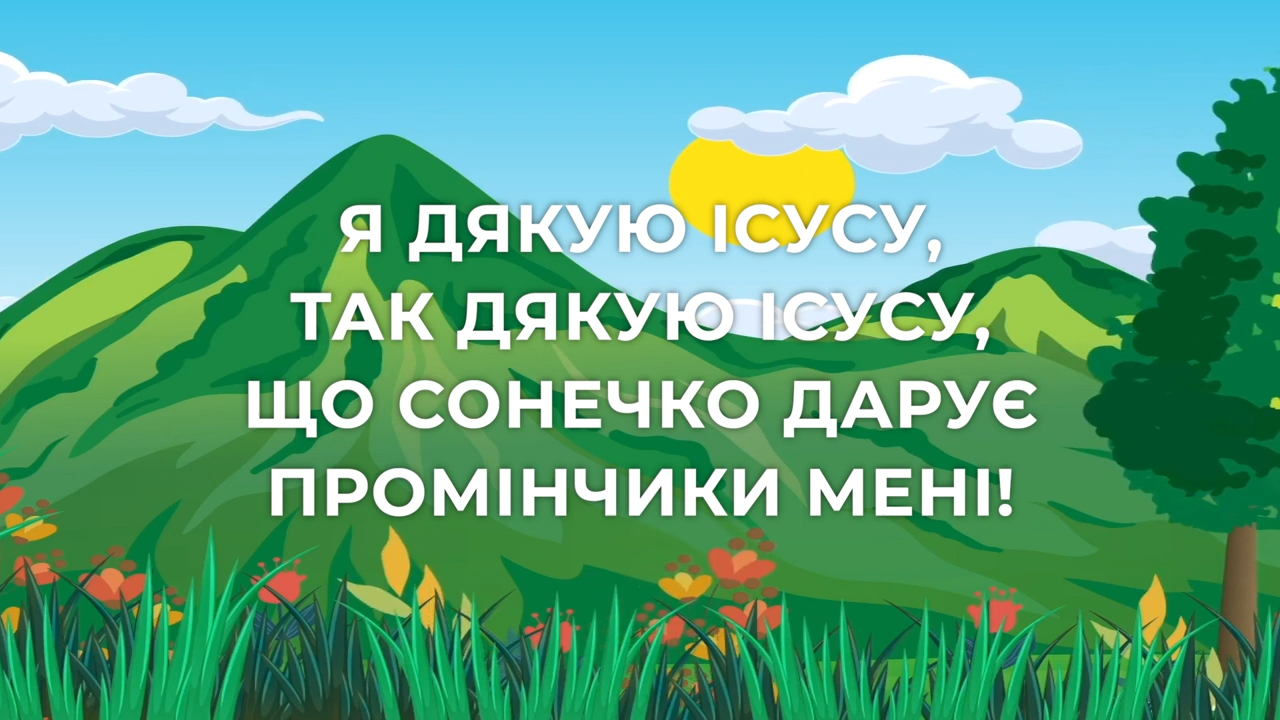 Я ДЯКУЮ ІСУСУ,
ТАК ДЯКУЮ ІСУСУ,
ЩО СОНЕЧКО ДАРУЄ
ПРОМІНЧИКИ МЕНІ!